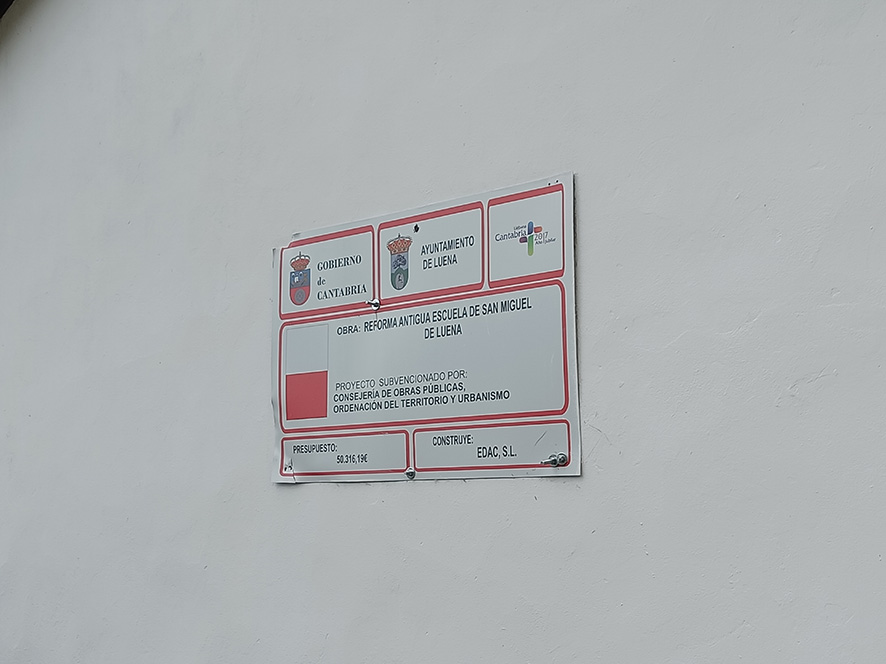 GOBIERNO
de
CANTABRIA
AYUNTAMIENTO
DE LUENA
Cantabria
2017
OBRA: REFORMA ANTIGUA ESCUELA DE SAN MIGUEL
DE LUENA
PROYECTO SUBVENCIONADO POR:
CONSEJERÍA DE OBRAS PÚBLICAS,
ORDENACIÓN DEL TERRITORIO Y URBANISMO
PRESUPUESTO:
50.316,19€
CONSTRUYE:
EDAC, S.L.